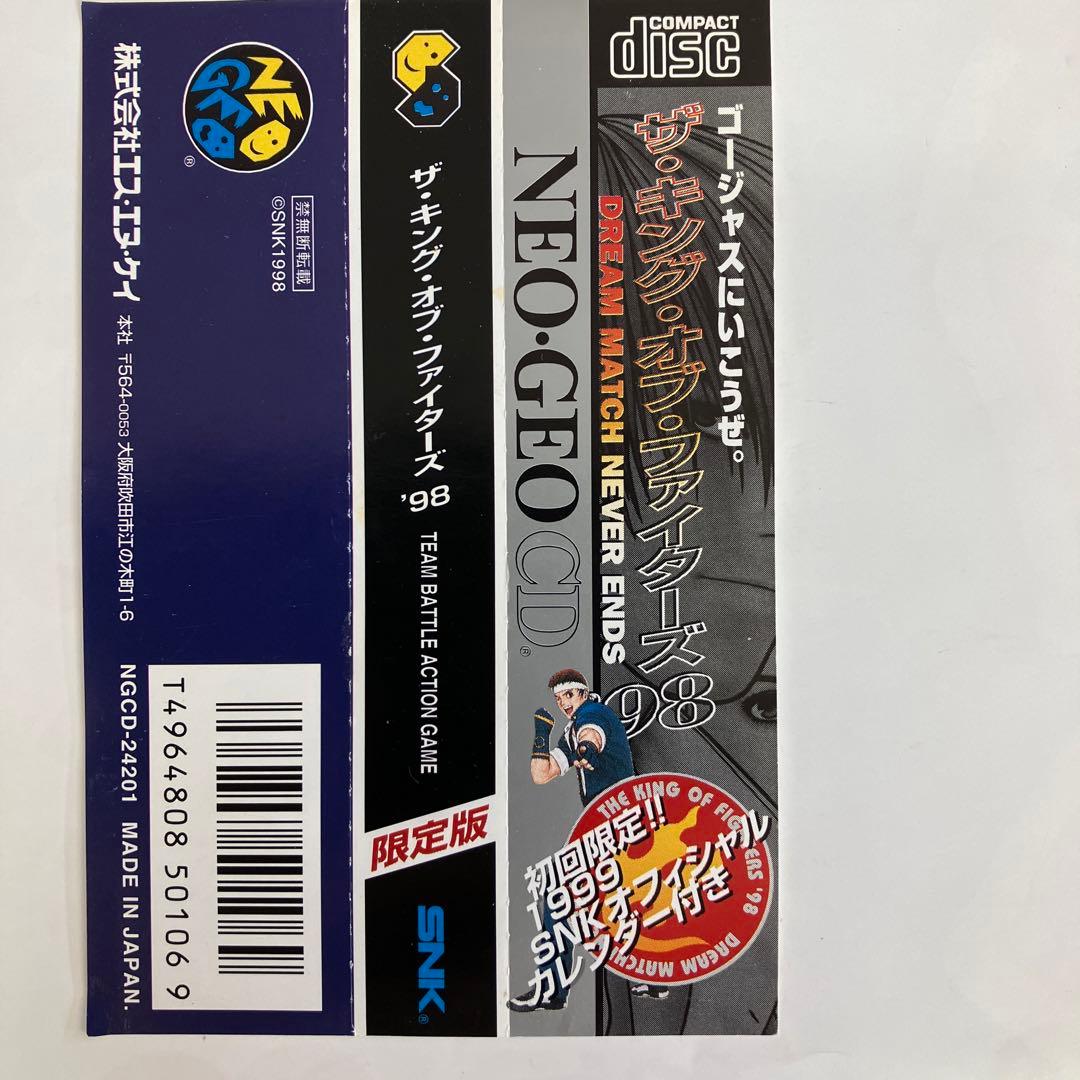 COMPACT
disc
ゴージャスにいこうぜ。
ザ・キング・オブ・ファイターズ98
DREAM MATCH NEVER ENDS
NEO・GEO CD®
THE KING OF FIGHTERS '98
DREAM MATCH
初回限定!!
1999
SNKオフィシャル
カレンダー付き
ザ・キング・オブ・ファイターズ '98
TEAM BATTLE ACTION GAME
限定版
SNK®
NEO
GEO®
禁無断転載
©SNK1998
株式会社エス・エヌ・ケイ 本社 〒564-0053 大阪府吹田市江の木町1-6
NGCD-24201 MADE IN JAPAN.
T4964808 501069